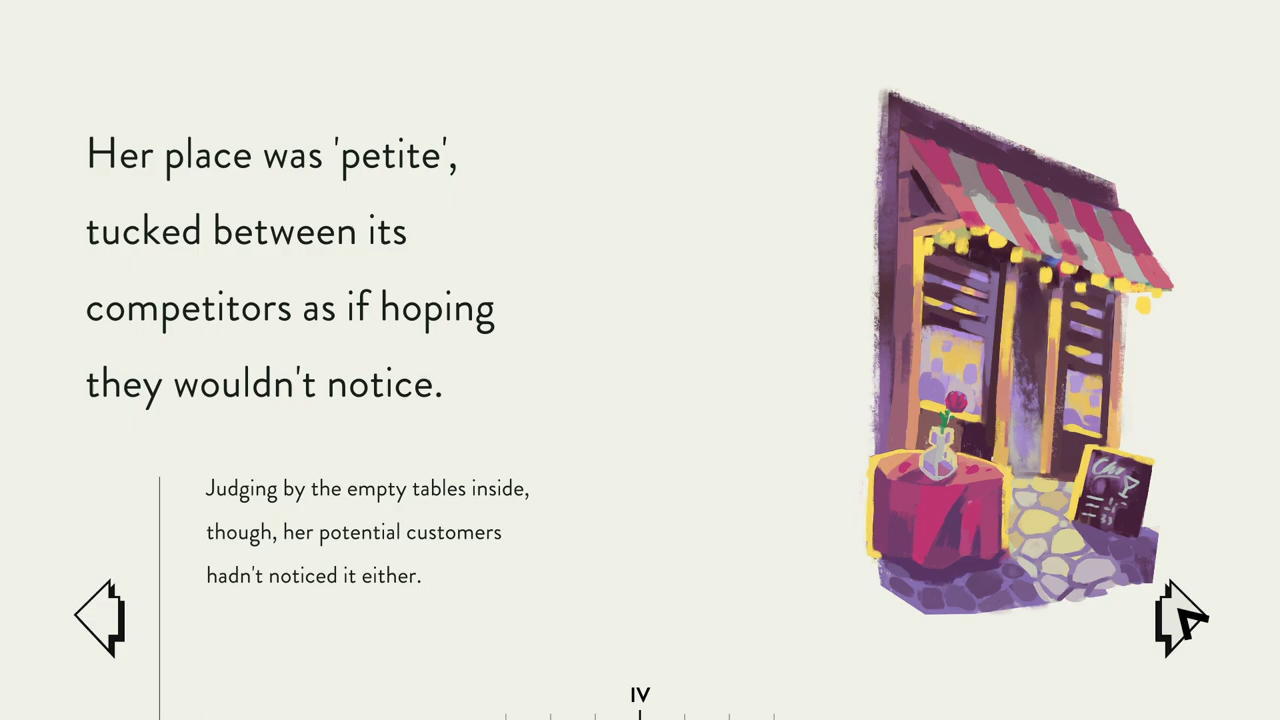 Her place was 'petite',
tucked between its
competitors as if hoping
they wouldn't notice.
Judging by the empty tables inside,
though, her potential customers
hadn't noticed it either.
IV